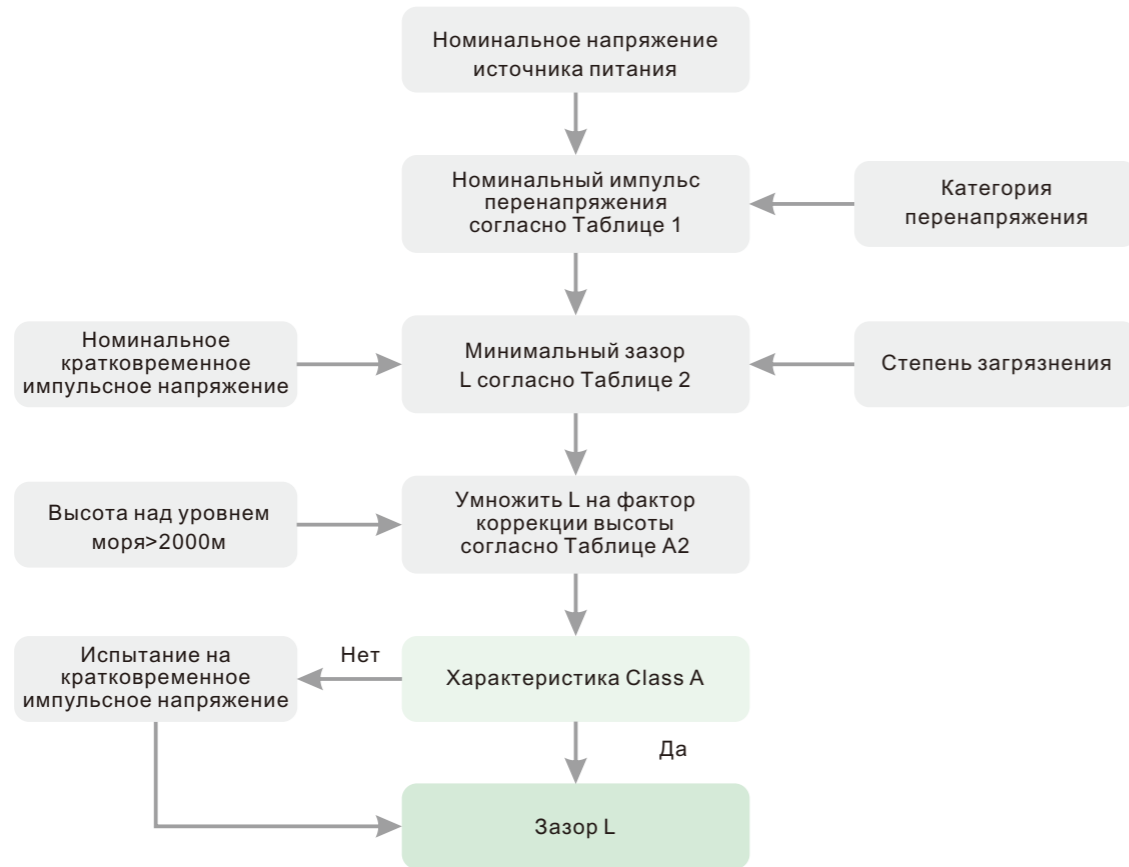 Номинальное напряжение
источника питания
Номинальный импульс
перенапряжения
согласно Таблице 1
Категория
перенапряжения
Номинальное
кратковременное
импульсное напряжение
Минимальный зазор
L согласно Таблице 2
Степень загрязнения
Высота над уровнем
моря>2000м
Умножить L на фактор
коррекции высоты
согласно Таблице A2
Испытание на
кратковременное
импульсное напряжение
Нет
Характеристика Class A
Да
Зазор L